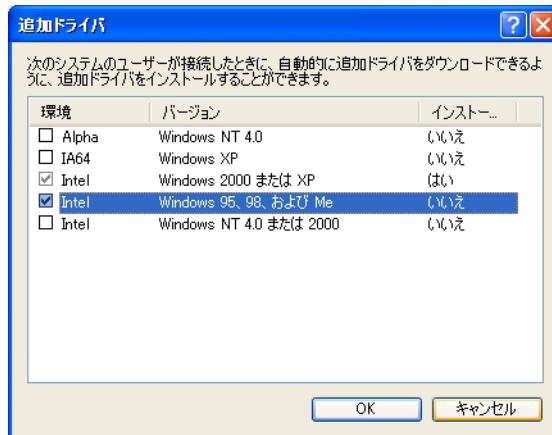 追加ドライバ
次のシステムのユーザーが接続したときに、自動的に追加ドライバをダウンロードできるよ
うに、追加ドライバをインストールすることができます。
環境 バージョン インストー...
Alpha Windows NT 4.0 いいえ
IA64 Windows XP いいえ
Intel Windows 2000 または XP はい
Intel Windows 95、98、および Me いいえ
Intel Windows NT 4.0 または 2000 いいえ
OK キャンセル